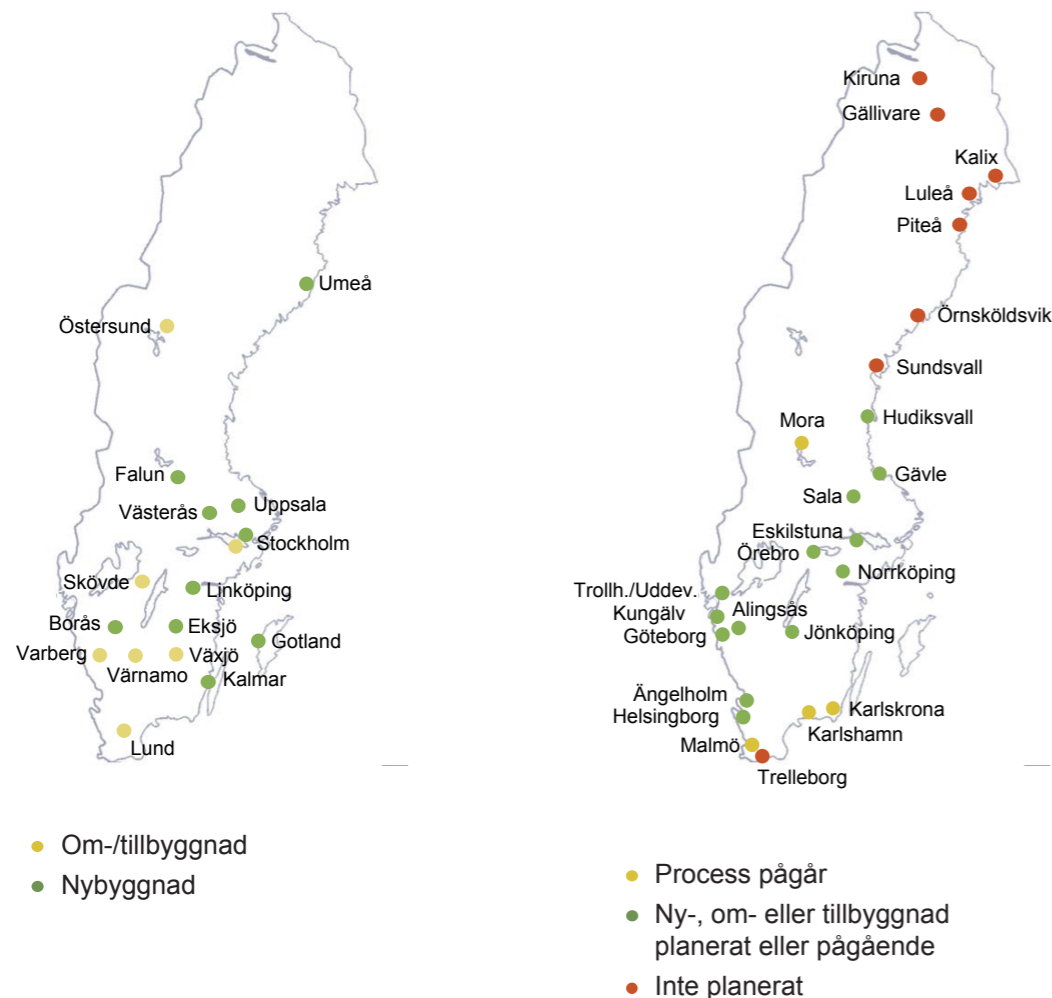 Umeå
Östersund
Falun
Uppsala
Västerås
Stockholm
Skövde
Linköping
Borås
Eksjö
Gotland
Varberg
Växjö
Värnamo
Kalmar
Lund
Om-/tillbyggnad
Nybyggnad
Kiruna
Gällivare
Kalix
Luleå
Piteå
Örnsköldsvik
Sundsvall
Hudiksvall
Mora
Gävle
Sala
Eskilstuna
Örebro
Norrköping
Trollh./Uddev.
Alingsås
Kungälv
Göteborg
Jönköping
Ängelholm
Helsingborg
Karlskrona
Karlshamn
Malmö
Trelleborg
Process pågår
Ny-, om- eller tillbyggnad
planerat eller pågående
Inte planerat